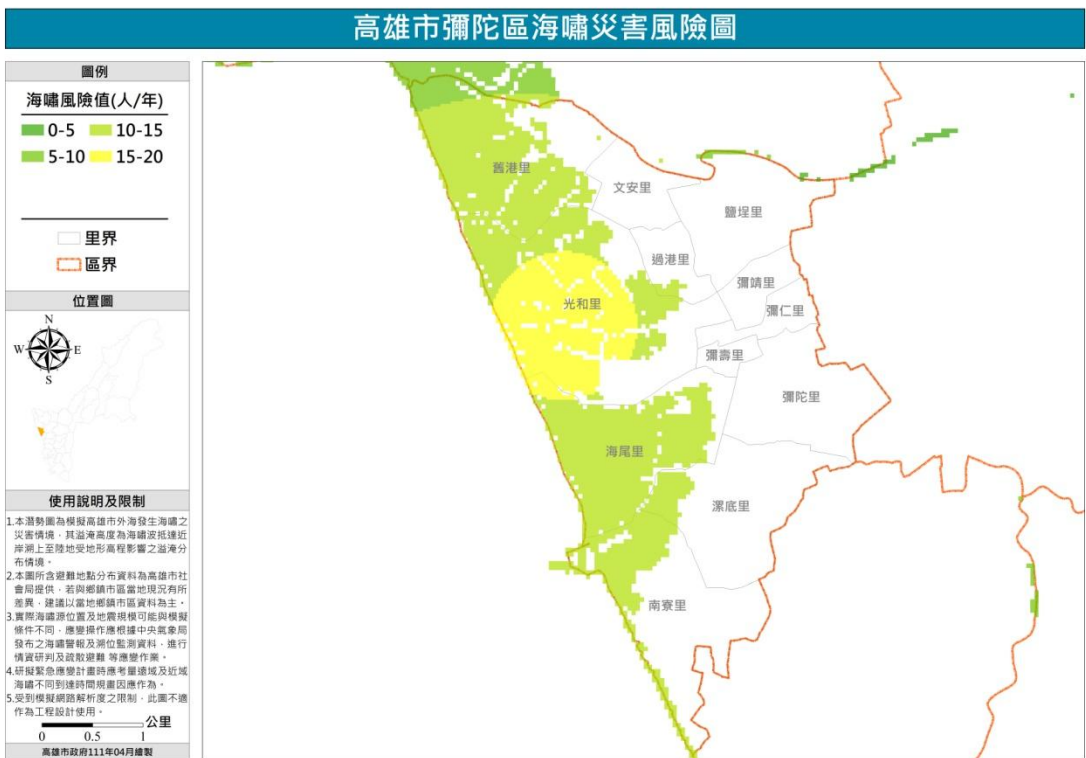 高雄市彌陀區海嘯災害風險圖
圖例
海嘯風險值(人/年)
0-5 10-15
5-10 15-20
里界
區界
位置圖
N
W E
S
使用說明及限制
1.本潛勢圖為模擬高雄市外海發生海嘯之
災害情境，其溢淹高度為海嘯波抵達近
岸溯上至陸地受地形高程影響之溢淹分
布情境。
2.本圖所含避難地點分布資料為高雄市社
會局提供，若與鄉鎮市區當地現況有所
差異，建議以當地鄉鎮市區資料為主。
3.實際海嘯源位置及地震規模可能與模擬
條件不同，應變操作應根據中央氣象局
發布之海嘯警報及潮位監測資料，進行
情資研判及疏散避難 等應變作業。
4.研擬緊急應變計畫時應考量遠域及近域
海嘯不同到達時間規畫因應作為。
5.受到模擬網路解析度之限制，此圖不適
作為工程設計使用。
公里
0 0.5 1
高雄市政府111年04月繪製
舊港里
文安里
鹽埕里
過港里
彌靖里
光和里
彌仁里
彌壽里
彌陀里
海尾里
漯底里
南寮里